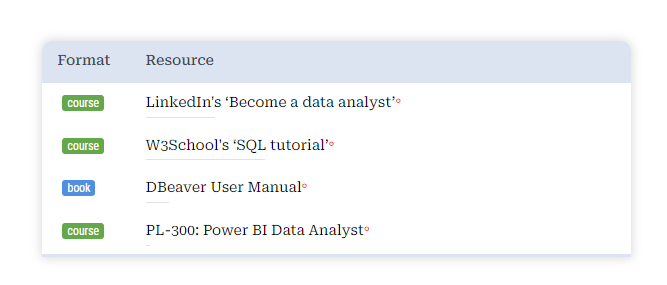 Format Resource
course LinkedIn's ‘Become a data analyst’°
course W3School's ‘SQL tutorial’°
book DBeaver User Manual°
course PL-300: Power BI Data Analyst°